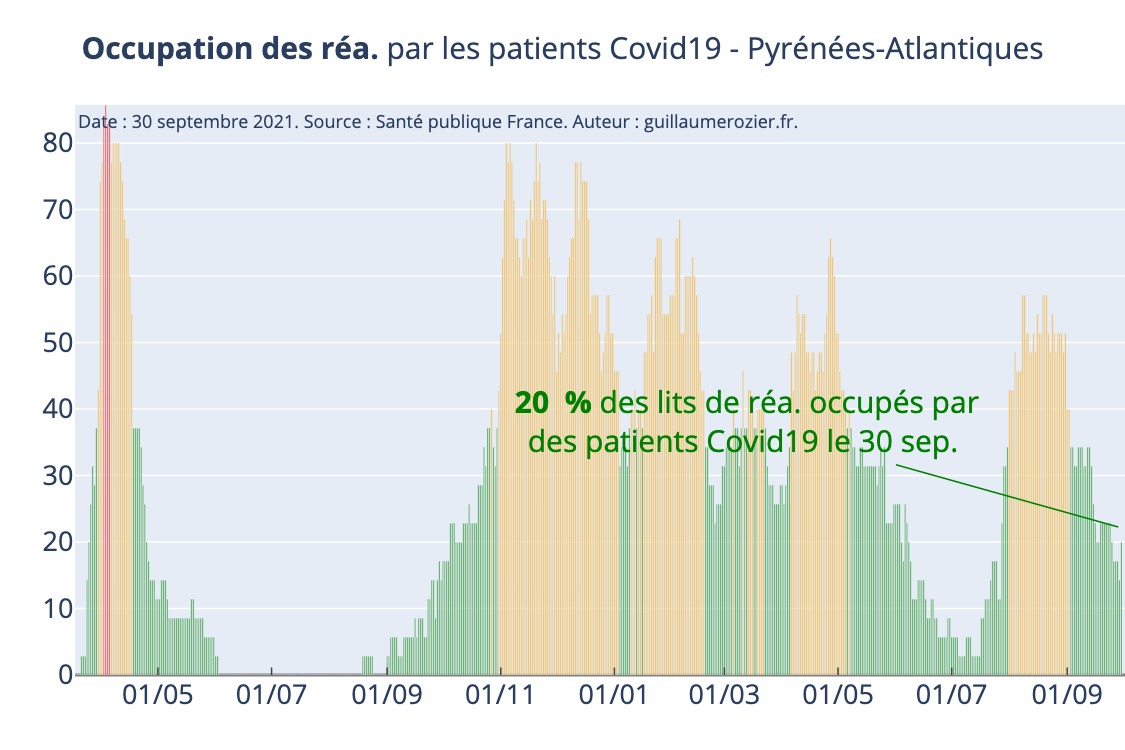 Occupation des réa. par les patients Covid19 - Pyrénées-Atlantiques
Date : 30 septembre 2021. Source : Santé publique France. Auteur : guillaumerozier.fr.
80
70
60
50
40
30
20
10
0
20 % des lits de réa. occupés par
des patients Covid19 le 30 sep.
01/05 01/07 01/09 01/11 01/01 01/03 01/05 01/07 01/09